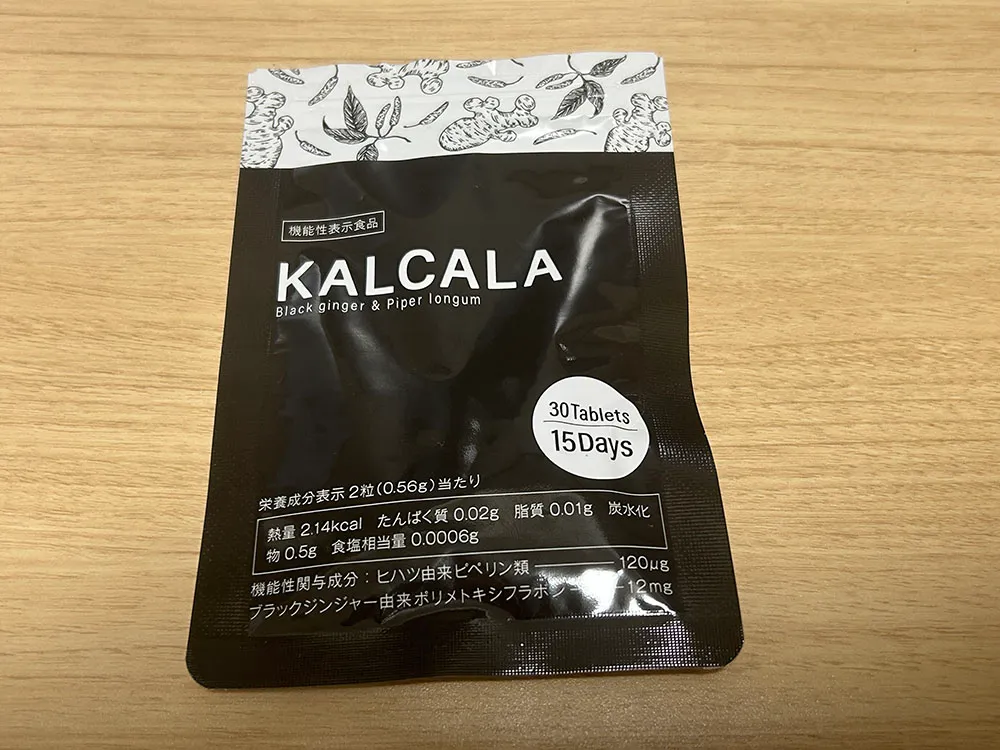 機能性表示食品
KALCALA
Black ginger & Piper longum
30Tablets
15Days
栄養成分表示 2粒(0.56g)当たり
熱量 2.14kcal たんぱく質 0.02g 脂質 0.01g 炭水化
物 0.5g 食塩相当量 0.0006g
機能性関与成分:ヒハツ由来ピペリン類 120μg
ブラックジンジャー由来ポリメトキシフラボン 12mg